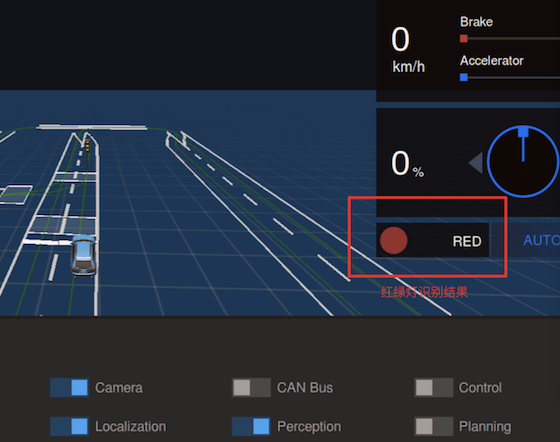 Brake
0
km/h
Accelerator
0 %
RED
AUTO
红绿灯识别结果
Camera
CAN Bus
Control
Localization
Perception
Planning